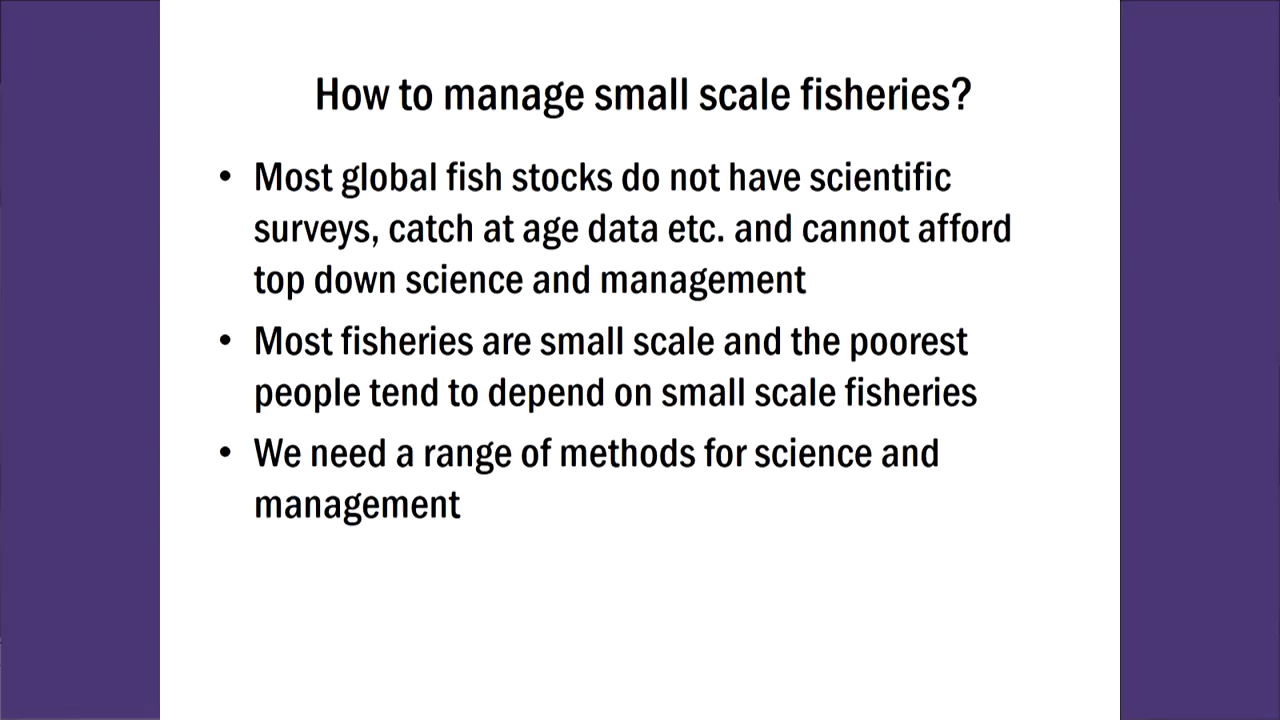 How to manage small scale fisheries?
• Most global fish stocks do not have scientific
surveys, catch at age data etc. and cannot afford
top down science and management
• Most fisheries are small scale and the poorest
people tend to depend on small scale fisheries
• We need a range of methods for science and
management